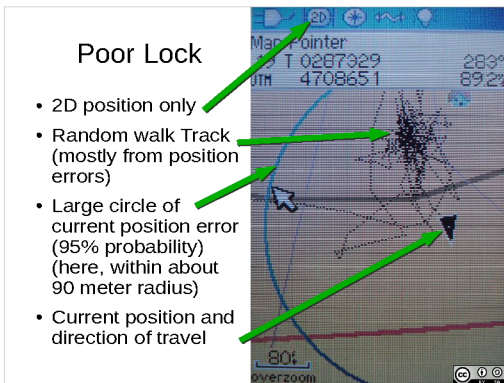 Poor Lock
• 2D position only
• Random walk Track
(mostly from position
errors)
• Large circle of
current position error
(95% probability)
(here, within about
90 meter radius)
• Current position and
direction of travel
2D
Map Pointer
19 T 0287329
UTM 4708651
283°
89.2
80
overzoom
cc